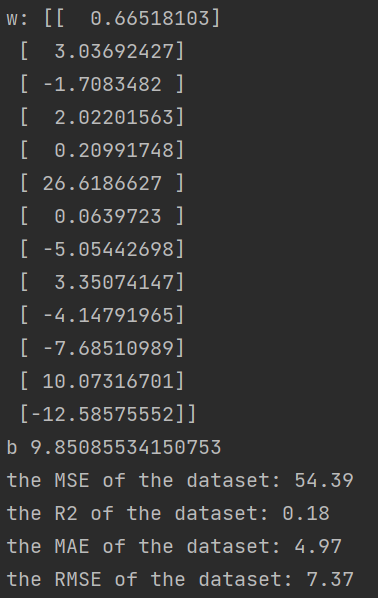 w: [[  0.66518103]
 [  3.03692427]
 [ -1.7083482 ]
 [  2.02201563]
 [  0.20991748]
 [ 26.6186627 ]
 [  0.0639723 ]
 [ -5.05442698]
 [  3.35074147]
 [ -4.14791965]
 [ -7.68510989]
 [ 10.07316701]
 [-12.58575552]]
b 9.85085534150753
the MSE of the dataset: 54.39
the R2 of the dataset: 0.18
the MAE of the dataset: 4.97
the RMSE of the dataset: 7.37